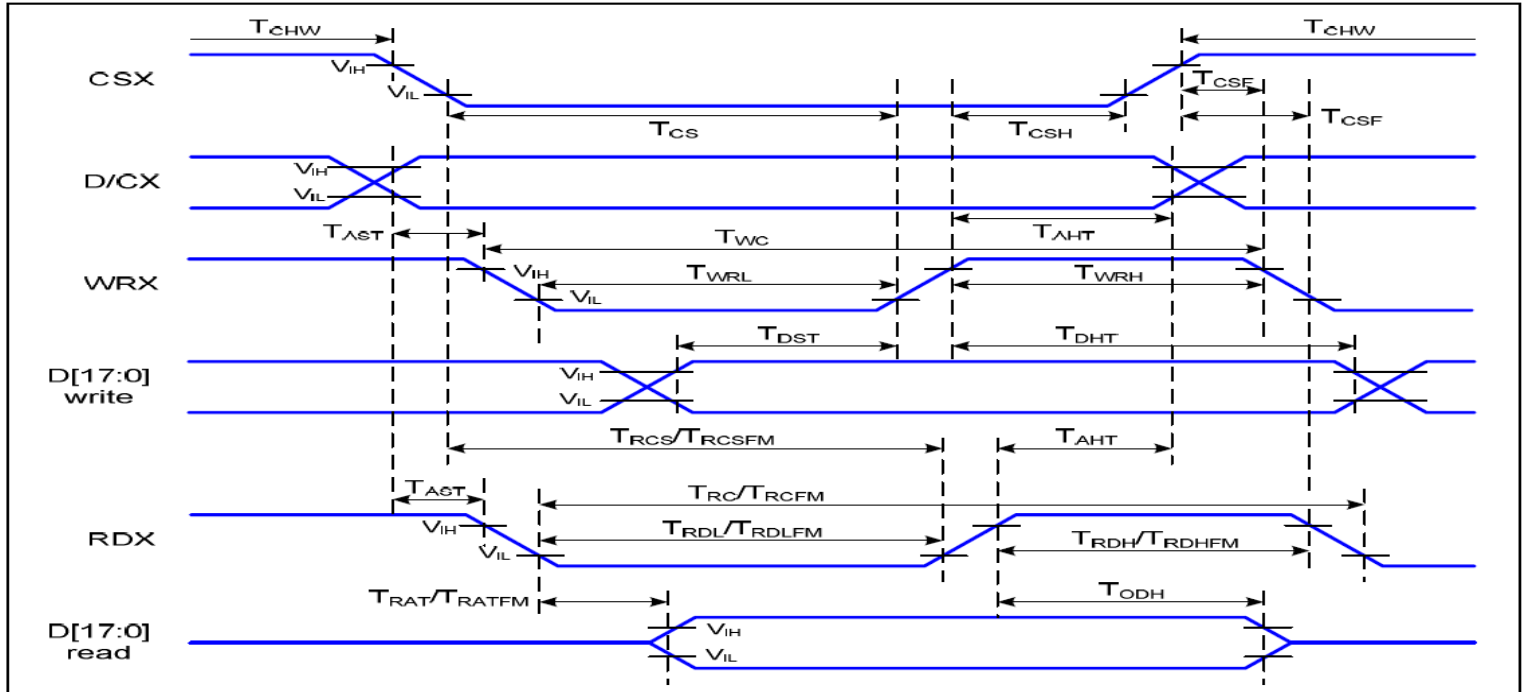 TCHW
TCHW
CSX
VIH
VIL
TCSF
TCS
TCSH
TCSF
D/CX
VIH
VIL
TAST
TWC
TAHT
WRX
VIH
VIL
TWRL
TWRH
TDST
TDHT
D[17:0]
write
VIH
VIL
TRCS/TRCSFM
TAHT
TAST
TRC/TRCFM
RDX
VIH
VIL
TRDL/TRDLFM
TRDH/TRDHFM
TRAT/TRATFM
TODH
D[17:0]
read
VIH
VIL